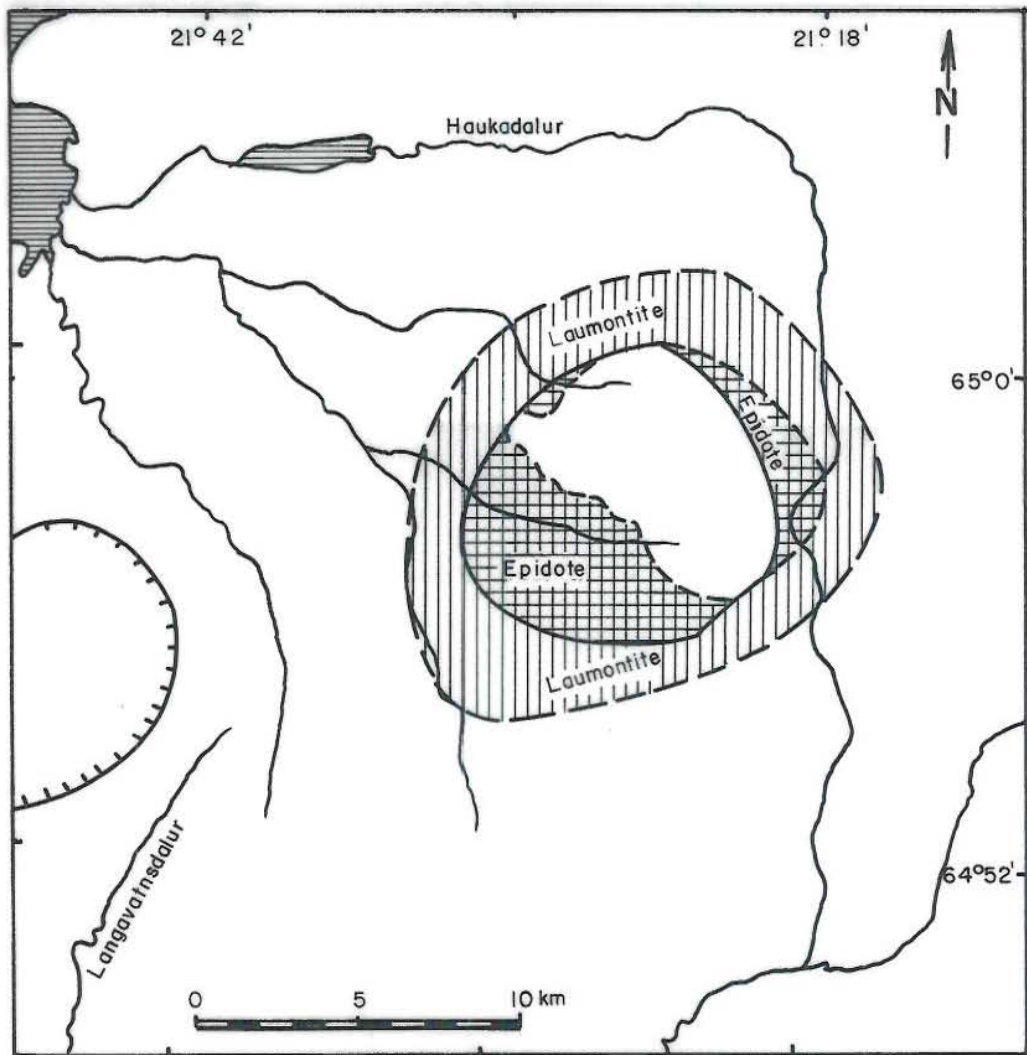 21° 42'
21° 18'
N
Haukadalur
Laumontite
65° 0'
Epidote
Epidote
Laumontite
64° 52'
Langavatnsdalur
0 5 10 km